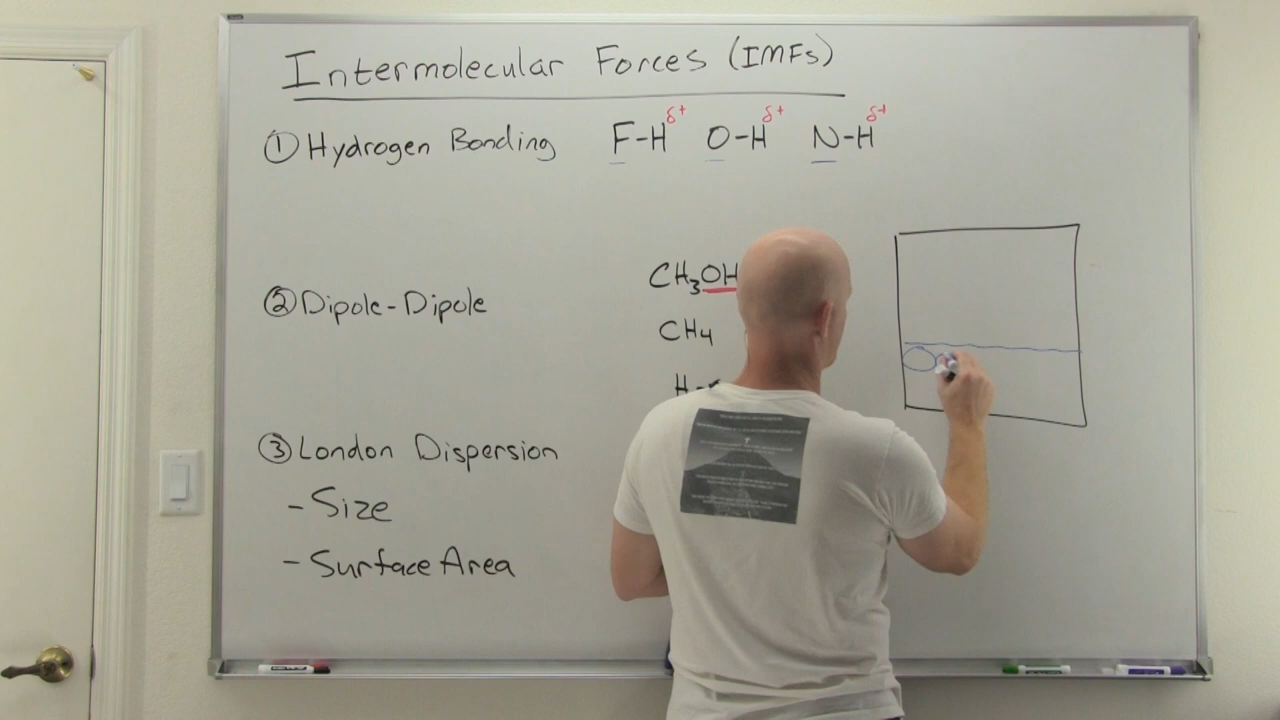 Intermolecular Forces (IMFs)
① Hydrogen Bonding F-H δ+ O-H δ+ N-H δ+
CH₃OH
② Dipole-Dipole
CH4
③ London Dispersion
- Size
- Surface Area